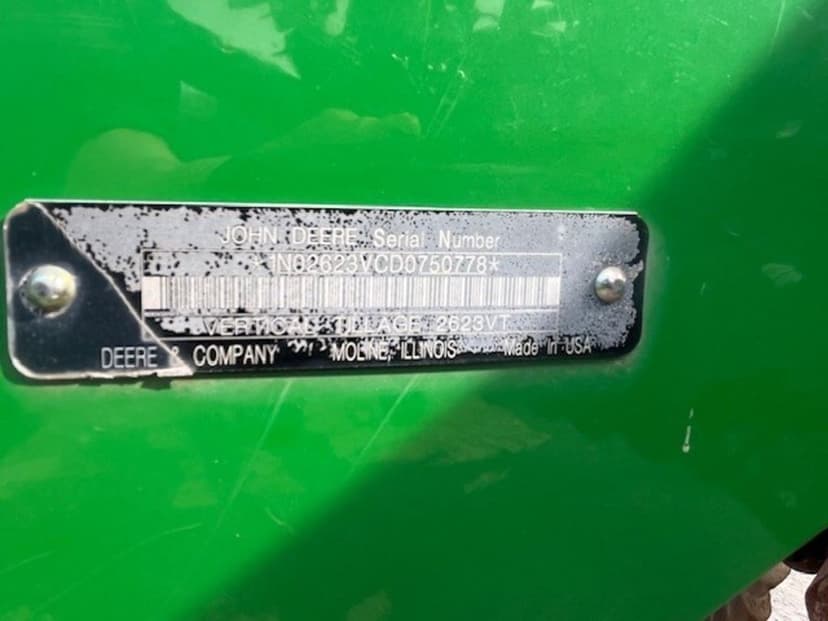 JOHN DEERE Serial Number
*1N02623VCD0750778*
VERTICAL TILLAGE 2623VT
DEERE & COMPANY MOLINE, ILLINOIS Made In USA